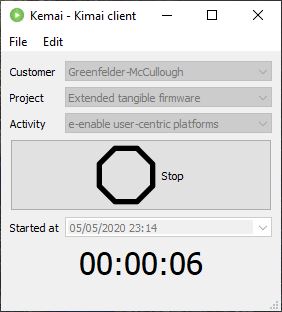 Kemai - Kimai client
File Edit
Customer Greenfelder-McCullough
Project Extended tangible firmware
Activity e-enable user-centric platforms
Stop
Started at 05/05/2020 23:14
00:00:06